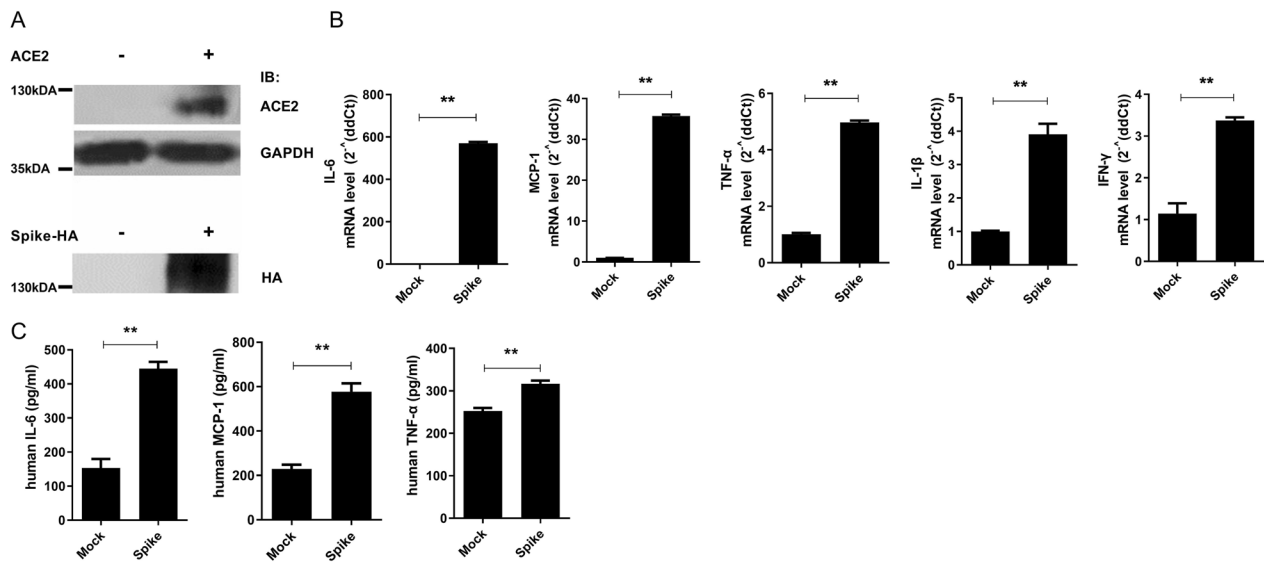 A
ACE2 - +
IB:
130kDA
ACE2
GAPDH
35kDA
Spike-HA - +
HA
130kDA
B
IL-6
mRNA level (2⁻^(ddCt))
800
600
400
200
0
**
Mock Spike
MCP-1
mRNA level (2⁻^(ddCt))
40
30
20
10
0
**
Mock Spike
TNF-α
mRNA level (2⁻^(ddCt))
6
4
2
0
**
Mock Spike
IL-1β
mRNA level (2⁻^(ddCt))
5
4
3
2
1
0
**
Mock Spike
IFN-γ
mRNA level (2⁻^(ddCt))
4
3
2
1
0
**
Mock Spike
C
human IL-6 (pg/ml)
500
400
300
200
100
0
**
Mock Spike
human MCP-1 (pg/ml)
800
600
400
200
0
**
Mock Spike
human TNF-α (pg/ml)
400
300
200
100
0
**
Mock Spike